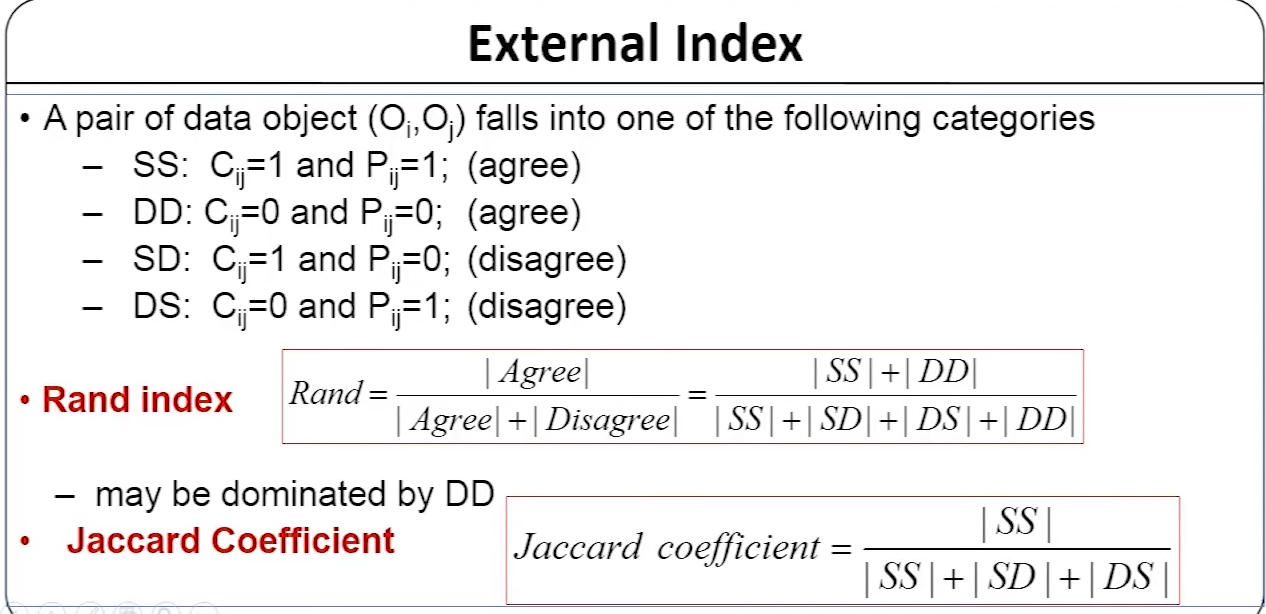 External Index
• A pair of data object (Oi,Oj) falls into one of the following categories
– SS: Cij=1 and Pij=1; (agree)
– DD: Cij=0 and Pij=0; (agree)
– SD: Cij=1 and Pij=0; (disagree)
– DS: Cij=0 and Pij=1; (disagree)
• Rand index
Rand = | Agree| / | Agree| + | Disagree| = | SS | + | DD| / | SS | + | SD| + | DS | + | DD|
– may be dominated by DD
• Jaccard Coefficient
Jaccard coefficient = | SS | / | SS | + | SD | + | DS |